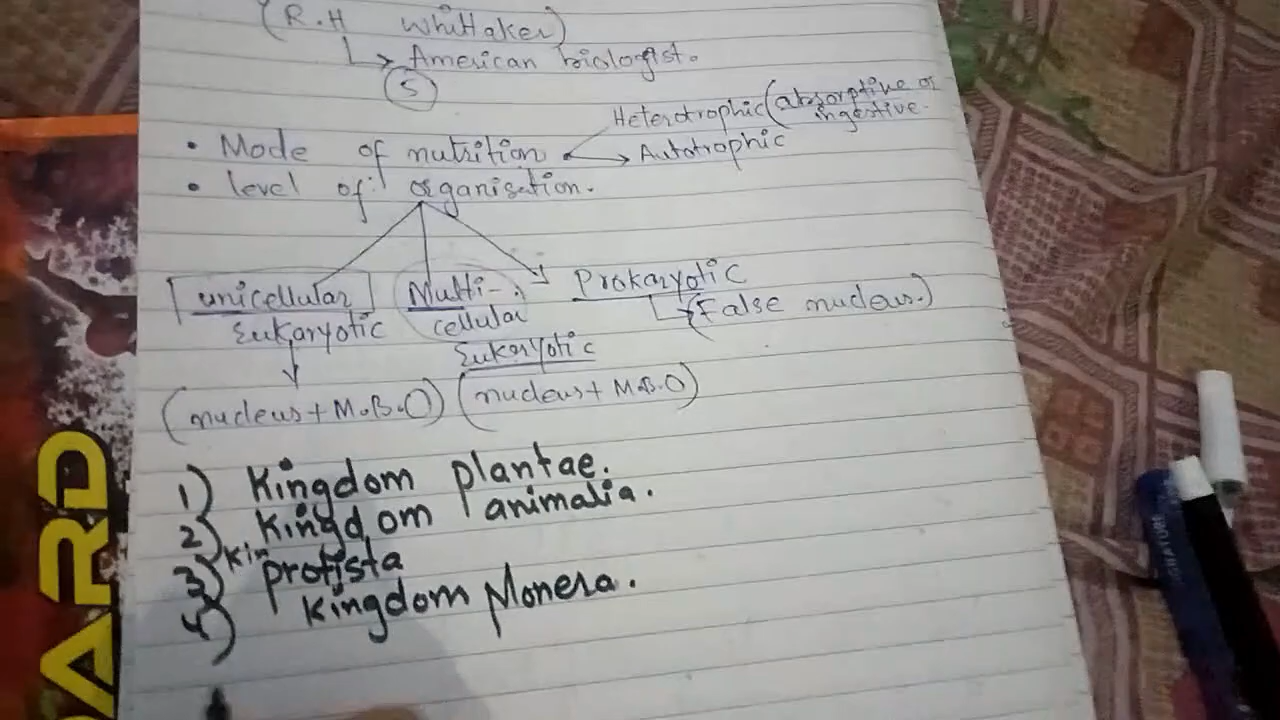 (R.H Whittaker)
American biologist.
5
Heterotrophic (absorptive or
ingestive.
• Mode of nutrition
Autotrophic
• level of organisation.
unicellular
Eukaryotic
Multi-
cellular
Eukaryotic
Prokaryotic
(False nucleus.)
(nucleus + M.B.O)
(nucleus + M.B.O)
1) Kingdom plantae.
2) Kingdom animalia.
3) Kin protista
4) Kingdom Monera.
ARD